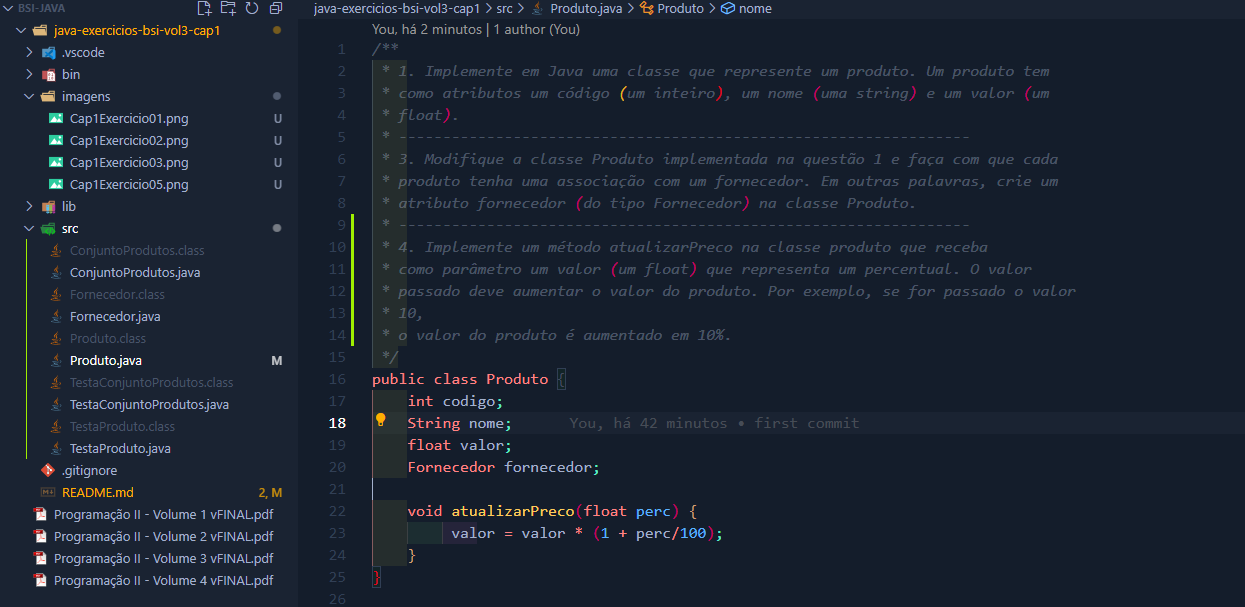 BSI-JAVA
java-exercicios-bsi-vol3-cap1
.vscode
bin
imagens
Cap1Exercicio01.png U
Cap1Exercicio02.png U
Cap1Exercicio03.png U
Cap1Exercicio05.png U
lib
src
ConjuntoProdutos.class
ConjuntoProdutos.java
Fornecedor.class
Fornecedor.java
Produto.class
Produto.java M
TestaConjuntoProdutos.class
TestaConjuntoProdutos.java
TestaProduto.class
TestaProduto.java
.gitignore
README.md 2, M
Programação II - Volume 1 vFINAL.pdf
Programação II - Volume 2 vFINAL.pdf
Programação II - Volume 3 vFINAL.pdf
Programação II - Volume 4 vFINAL.pdf
java-exercicios-bsi-vol3-cap1 > src > Produto.java > Produto > nome
You, há 2 minutos | 1 author (You)
1 /**
2 * 1. Implemente em Java uma classe que represente um produto. Um produto tem
3 * como atributos um código (um inteiro), um nome (uma string) e um valor (um
4 * float).
5 * -----------------------------------------------------------------
6 * 3. Modifique a classe Produto implementada na questão 1 e faça com que cada
7 * produto tenha uma associação com um fornecedor. Em outras palavras, crie um
8 * atributo fornecedor (do tipo Fornecedor) na classe Produto.
9 * -----------------------------------------------------------------
10 * 4. Implemente um método atualizarPreco na classe produto que receba
11 * como parâmetro um valor (um float) que representa um percentual. O valor
12 * passado deve aumentar o valor do produto. Por exemplo, se for passado o valor
13 * 10,
14 * o valor do produto é aumentado em 10%.
15 */
16 public class Produto {
17 int codigo;
18 String nome; You, há 42 minutos • first commit
19 float valor;
20 Fornecedor fornecedor;
21
22 void atualizarPreco(float perc) {
23 valor = valor * (1 + perc/100);
24 }
25 }
26